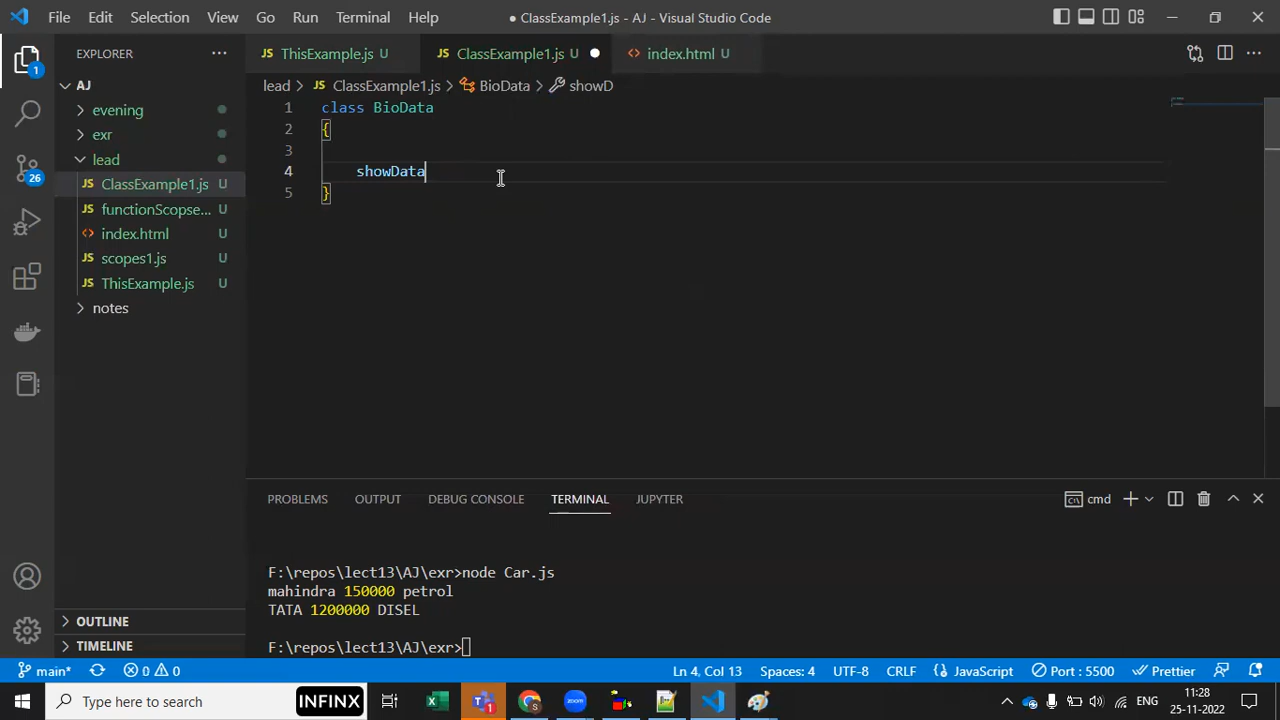 File Edit Selection View Go Run Terminal Help
● ClassExample1.js - AJ - Visual Studio Code
EXPLORER ···
JS ThisExample.js U
JS ClassExample1.js U ●
<> index.html U
1
AJ
lead > JS ClassExample1.js > BioData > showD
evening
exr
lead
JS ClassExample1.js U
JS functionScopse... U
<> index.html U
JS scopes1.js U
JS ThisExample.js U
notes
26
1 class BioData
2 {
3
4 showData
5 }
PROBLEMS OUTPUT DEBUG CONSOLE TERMINAL JUPYTER
cmd
F:\repos\lect13\AJ\exr>node Car.js
mahindra 150000 petrol
TATA 1200000 DISEL
F:\repos\lect13\AJ\exr>
OUTLINE
TIMELINE
main* 0 0 Ln 4, Col 13 Spaces: 4 UTF-8 CRLF {} JavaScript Port : 5500 Prettier
Type here to search
INFINX
zoom
ENG
11:28
25-11-2022